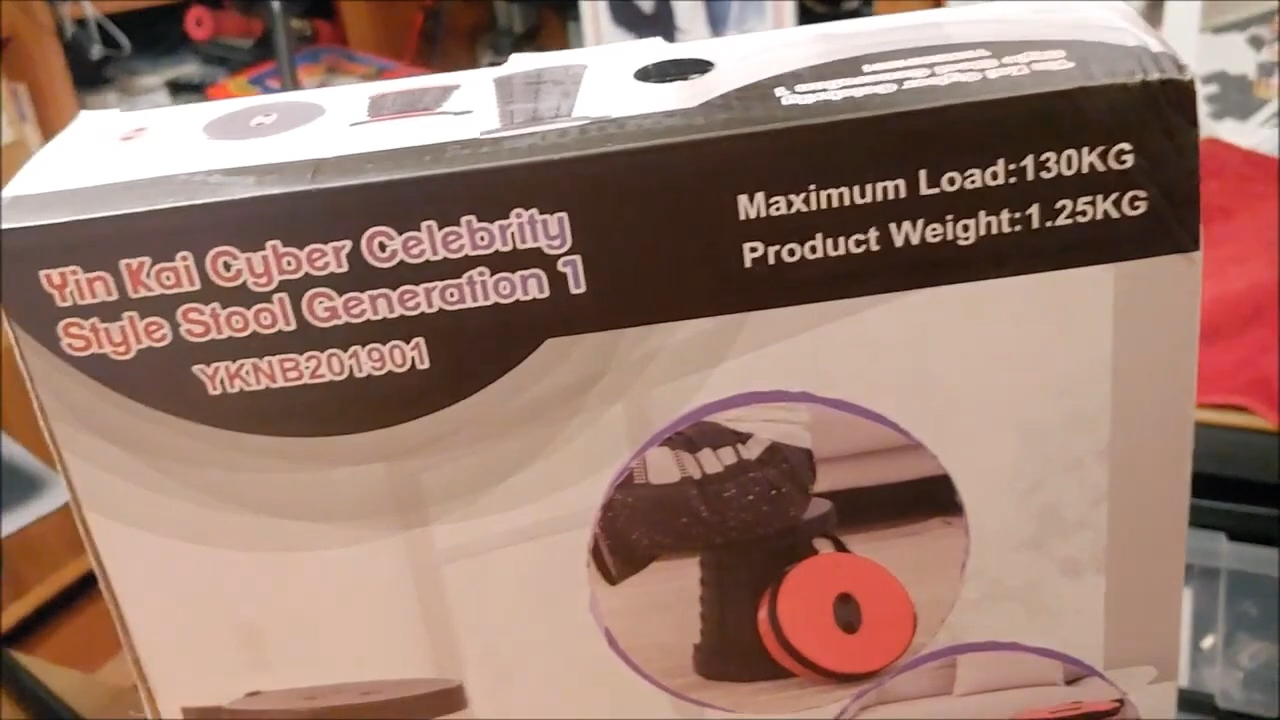 Yin Kai Cyber Celebrity
Style Stool Generation 1
YKNB201901
Maximum Load:130KG
Product Weight:1.25KG